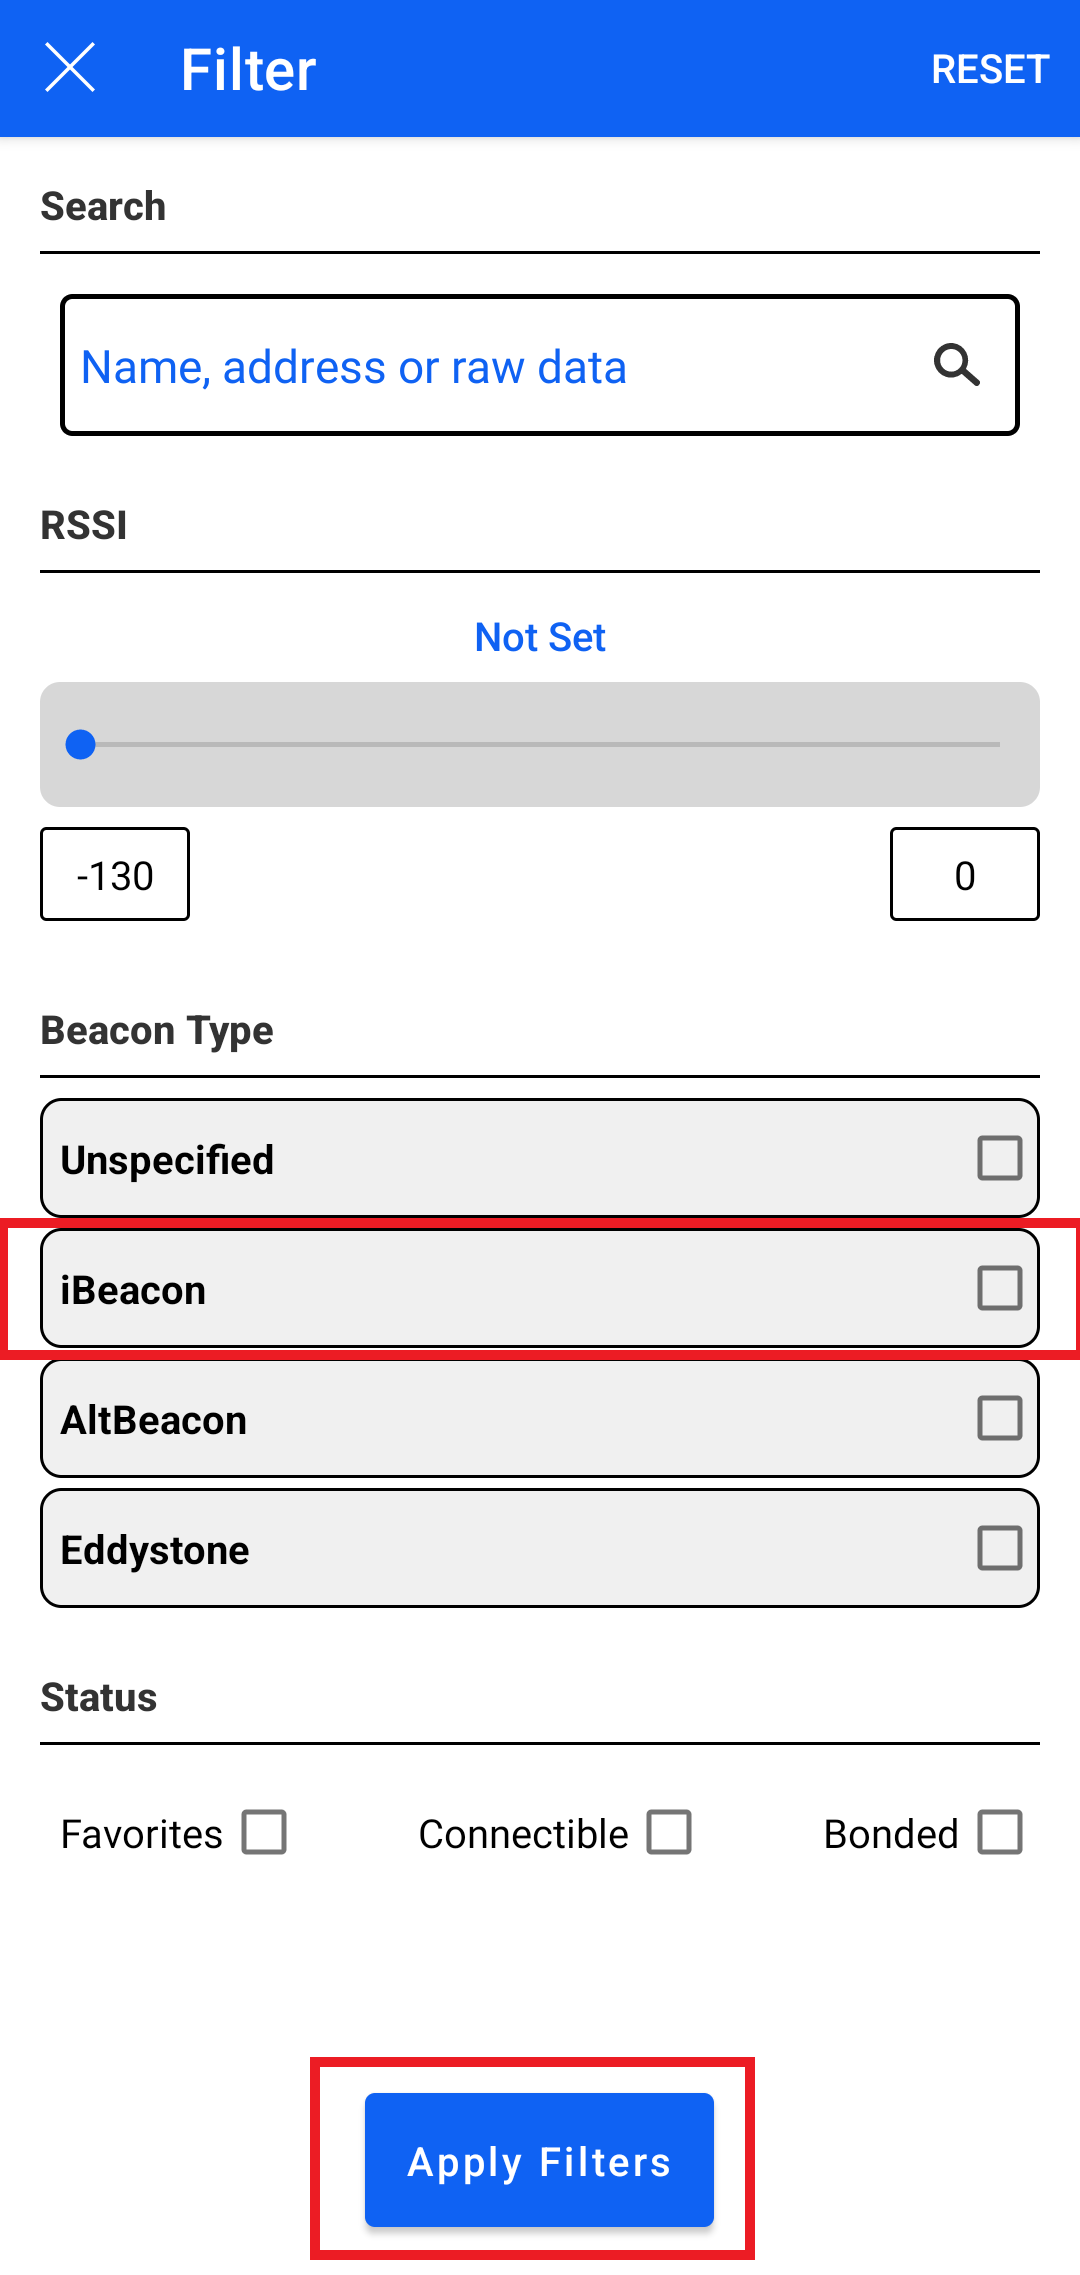 Filter
RESET
Search
Name, address or raw data
RSSI
Not Set
-130
0
Beacon Type
Unspecified
iBeacon
AltBeacon
Eddystone
Status
Favorites
Connectible
Bonded
Apply Filters